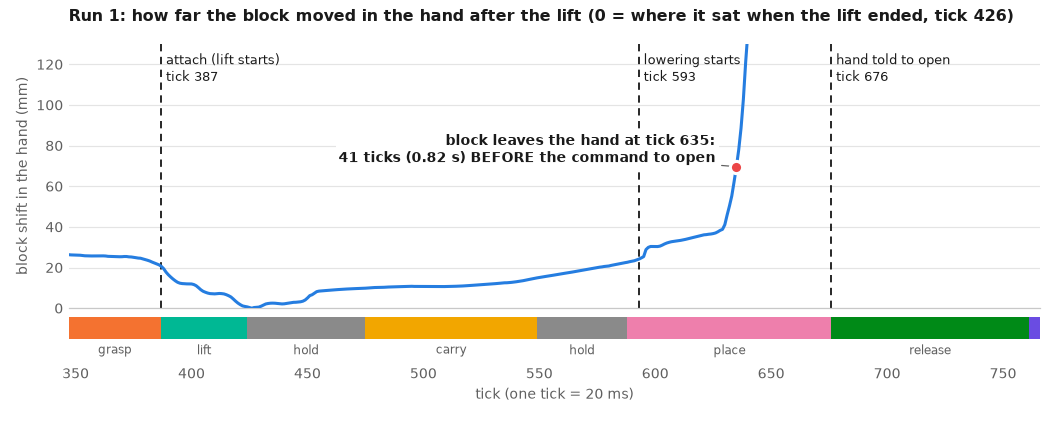 Run 1: how far the block moved in the hand after the lift (0 = where it sat when the lift ended, tick 426)
block shift in the hand (mm)
120
100
80
60
40
20
0
attach (lift starts)
tick 387
lowering starts
tick 593
hand told to open
tick 676
block leaves the hand at tick 635:
41 ticks (0.82 s) BEFORE the command to open
grasp
lift
hold
carry
hold
place
release
350
400
450
500
550
600
650
700
750
tick (one tick = 20 ms)